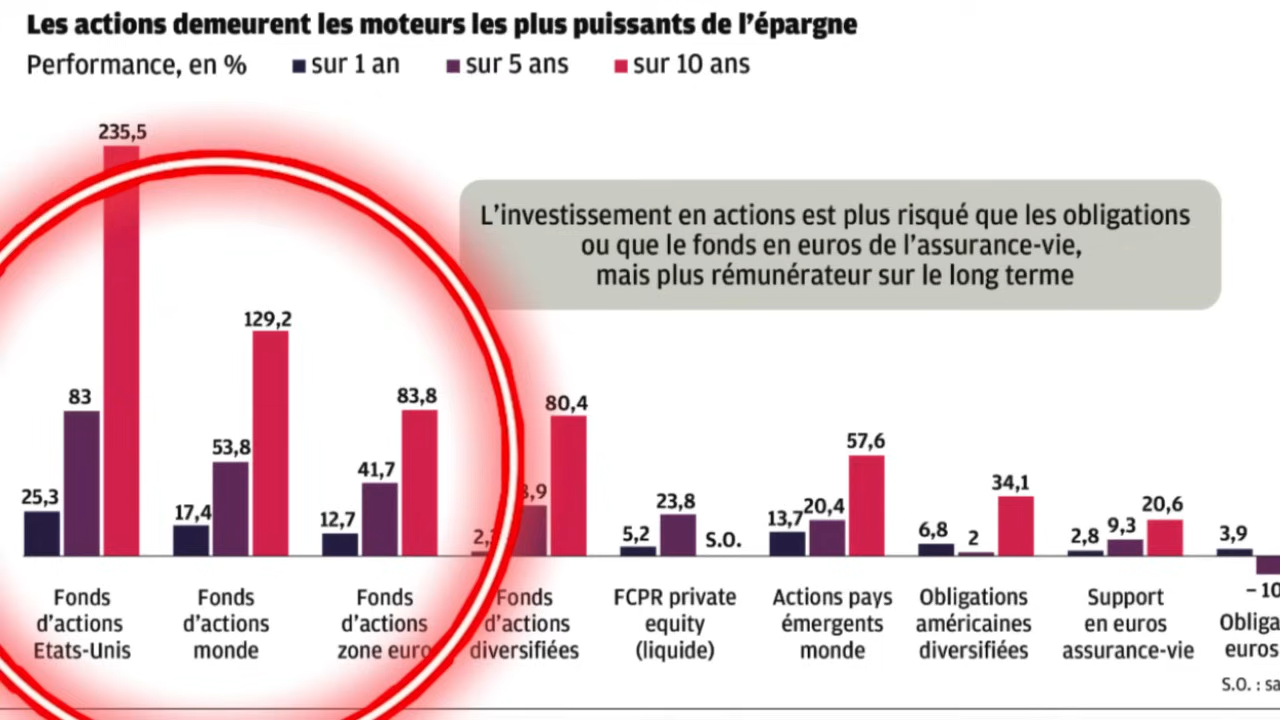 Les actions demeurent les moteurs les plus puissants de l'épargne
Performance, en % sur 1 an sur 5 ans sur 10 ans
235,5
L'investissement en actions est plus risqué que les obligations
ou que le fonds en euros de l'assurance-vie,
mais plus rémunérateur sur le long terme
25,3 83
17,4 53,8 129,2
12,7 41,7 83,8
80,4
5,2 23,8 S.O.
13,7 20,4 57,6
6,8 2 34,1
2,8 9,3 20,6
3,9
Fonds
d'actions
Etats-Unis
Fonds
d'actions
monde
Fonds
d'actions
zone euro
Fonds
d'actions
diversifiées
FCPR private
equity
(liquide)
Actions pays
émergents
monde
Obligations
américaines
diversifiées
Support
en euros
assurance-vie
euros
S.O. :